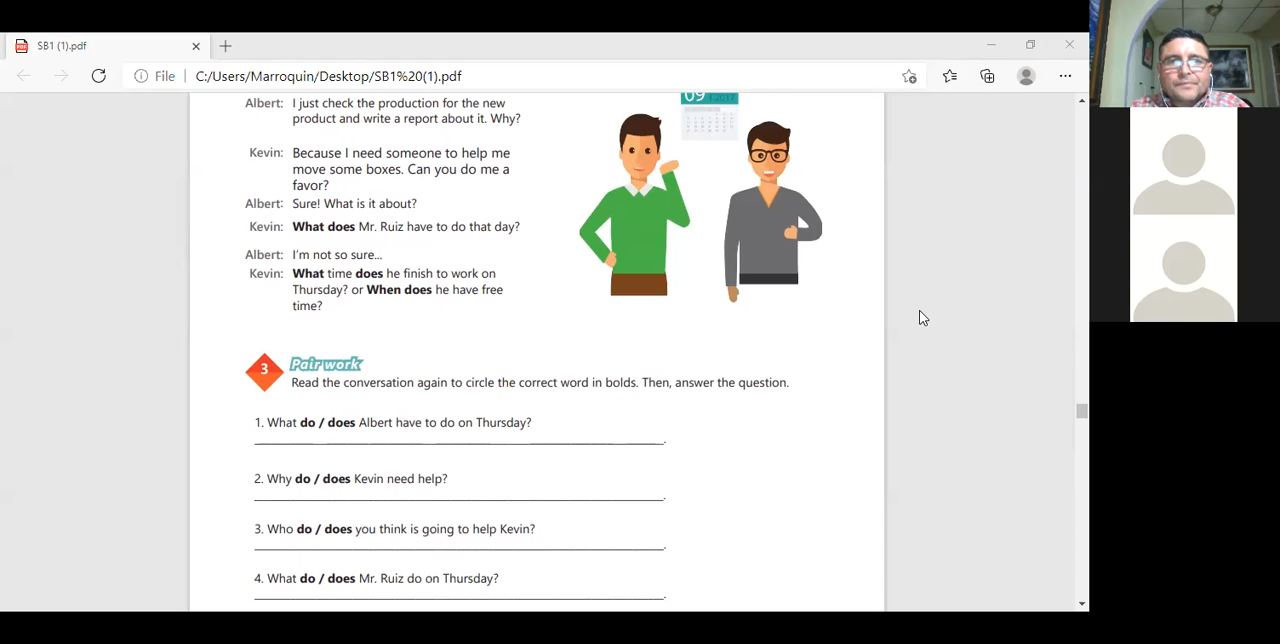 SB1 (1).pdf
File | C:/Users/Marroquin/Desktop/SB1%20(1).pdf
Albert: I just check the production for the new
product and write a report about it. Why?
Kevin: Because I need someone to help me
move some boxes. Can you do me a
favor?
Albert: Sure! What is it about?
Kevin: What does Mr. Ruiz have to do that day?
Albert: I'm not so sure...
Kevin: What time does he finish to work on
Thursday? or When does he have free
time?
09 2017
3 Pair work
Read the conversation again to circle the correct word in bolds. Then, answer the question.
1. What do / does Albert have to do on Thursday?
2. Why do / does Kevin need help?
3. Who do / does you think is going to help Kevin?
4. What do / does Mr. Ruiz do on Thursday?